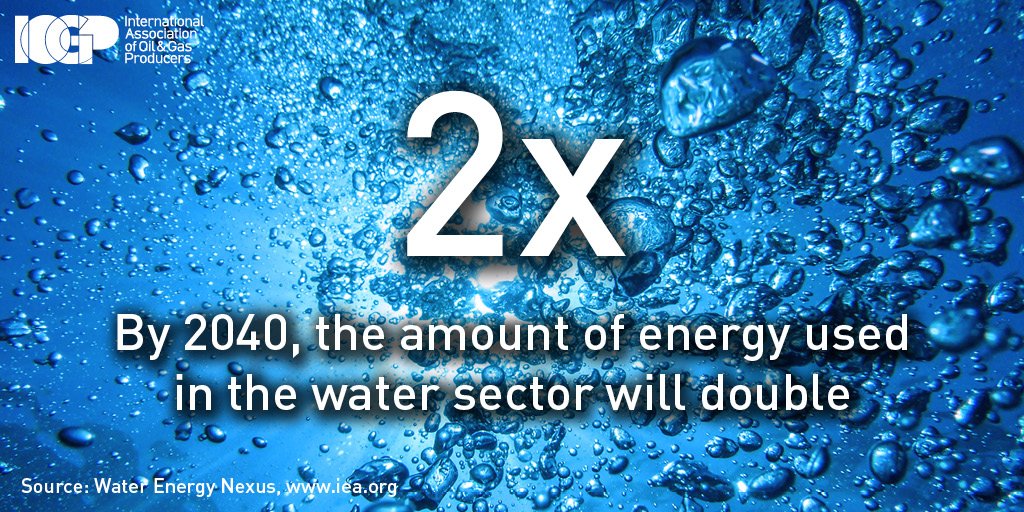 IOGP
International
Association
of Oil & Gas
Producers
2x
By 2040, the amount of energy used
in the water sector will double
Source: Water Energy Nexus, www.iea.org